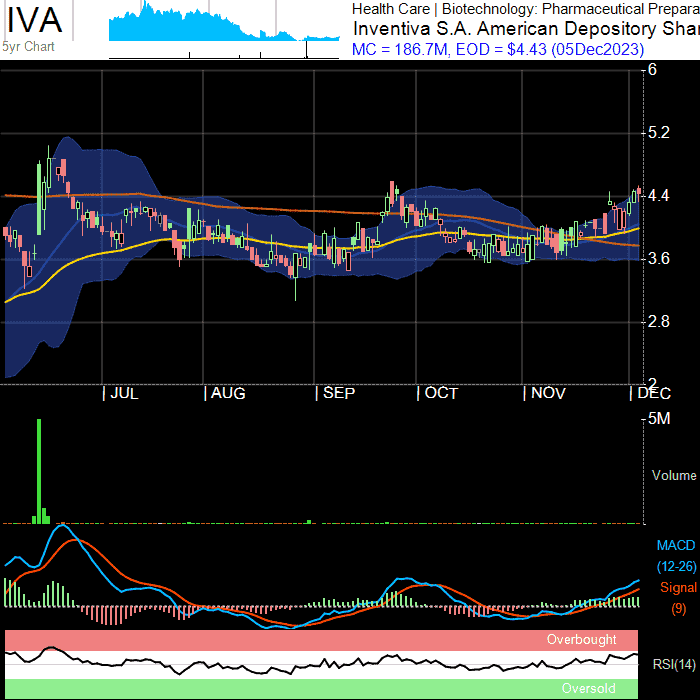 IVA
5yr Chart
Health Care | Biotechnology: Pharmaceutical Prepara
Inventiva S.A. American Depository Shar
MC = 186.7M, EOD = $4.43 (05Dec2023)
6
5.2
4.4
3.6
2.8
2
JUL AUG SEP OCT NOV DEC
5M
Volume
MACD
(12-26)
Signal
(9)
Overbought
RSI(14)
Oversold